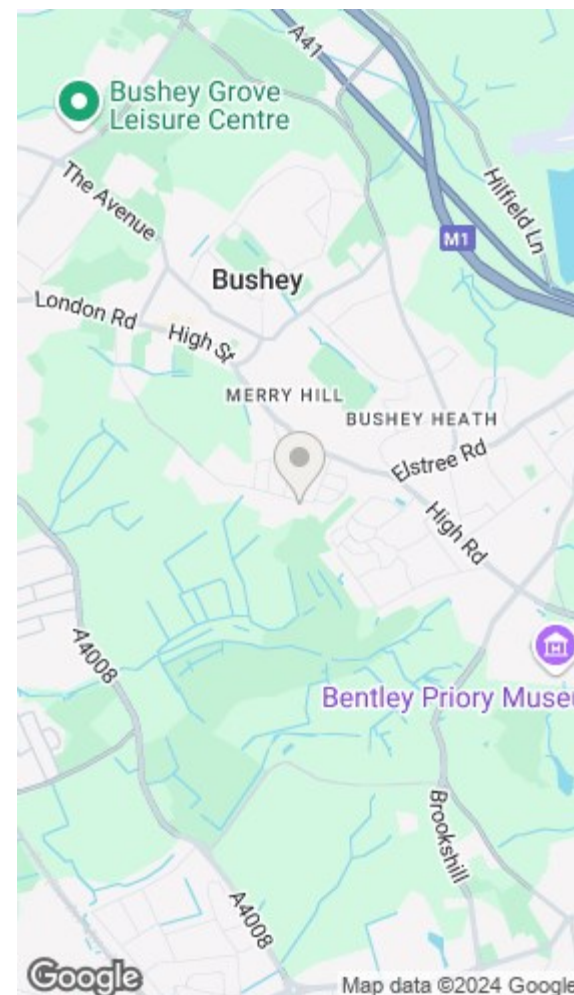 A41
Bushey Grove
Leisure Centre
Hilfield Ln
The Avenue
M1
Bushey
London Rd
High St
MERRY HILL
BUSHEY HEATH
Elstree Rd
High Rd
A4008
Bentley Priory Museu
Brookshill
A4008
Google
Map data ©2024 Google